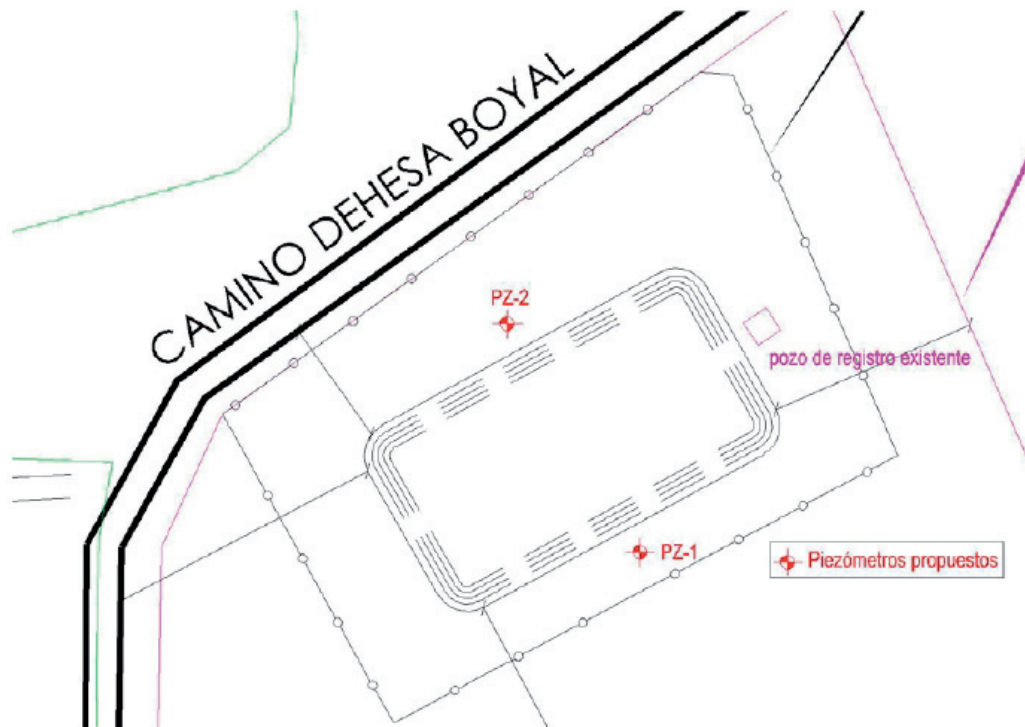 CAMINO DEHESA BOYAL
PZ-2
pozo de registro existente
PZ-1
Piezómetros propuestos